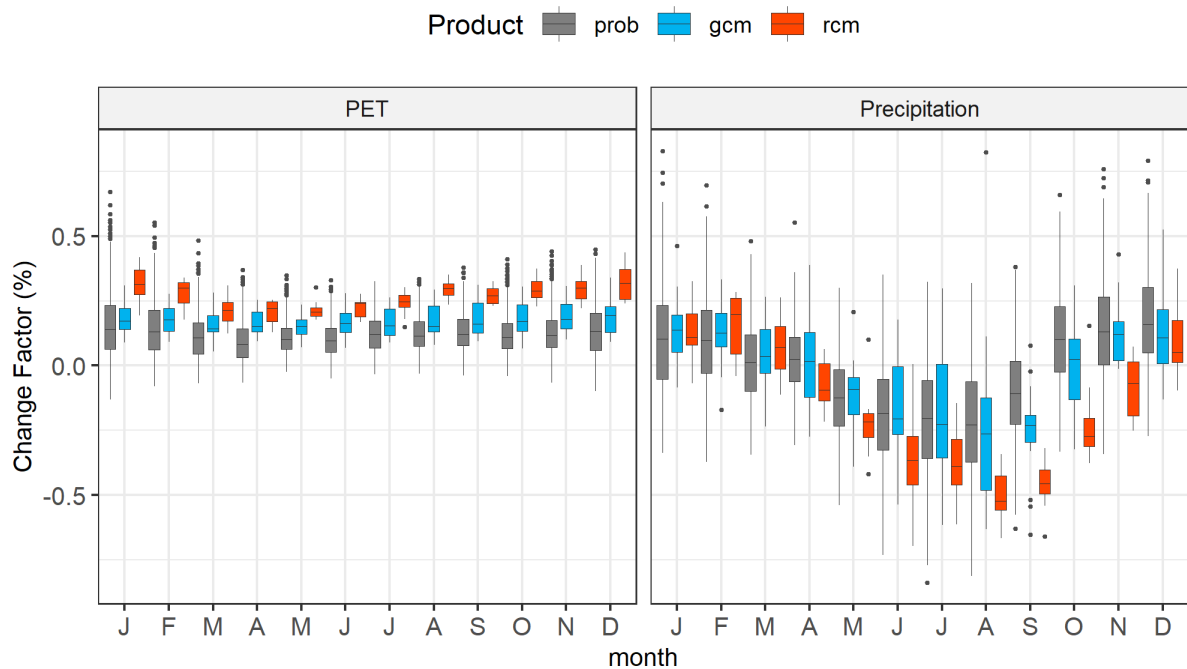 Product prob gcm rcm
PET Precipitation
Change Factor (%)
0.5
0.0
-0.5
J F M A M J J A S O N D J F M A M J J A S O N D
month